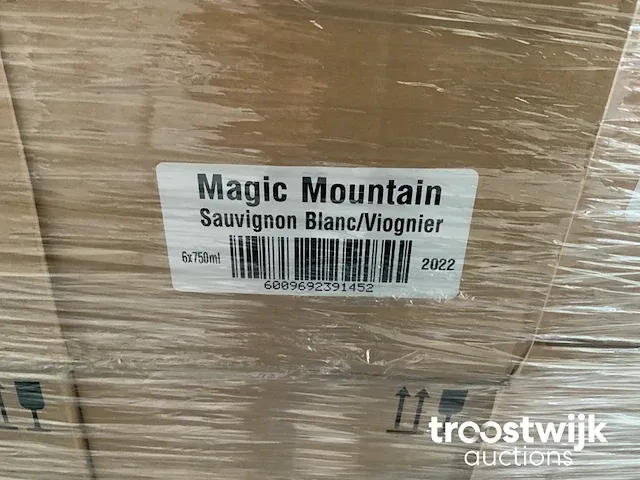 Magic Mountain
Sauvignon Blanc/Viognier
6x750ml
2022
6009692391452
troostwijk
auctions